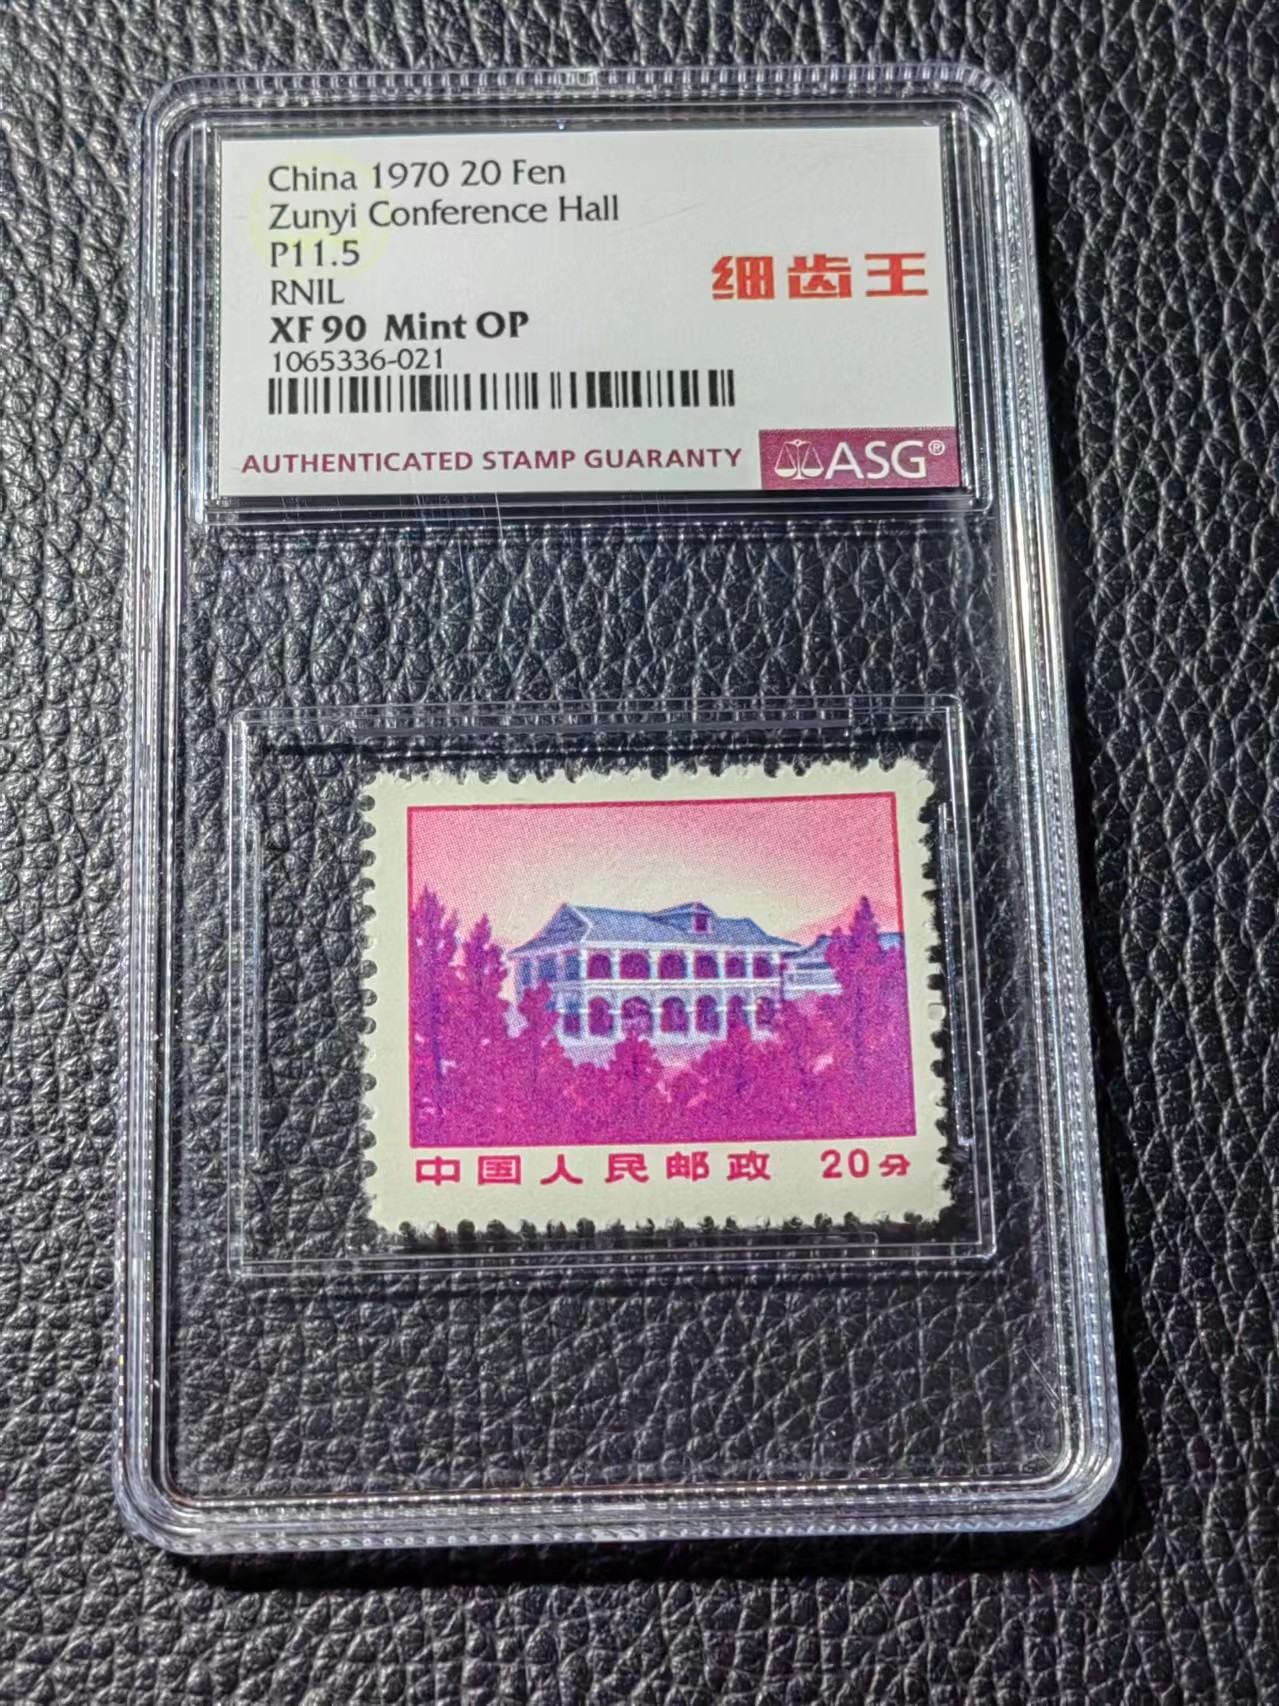 China 1970 20 Fen
Zunyi Conference Hall
P11.5
RNIL
细齿王
XF 90 Mint OP
1065336-021
AUTHENTICATED STAMP GUARANTY
ASG®
中国人民邮政 20分